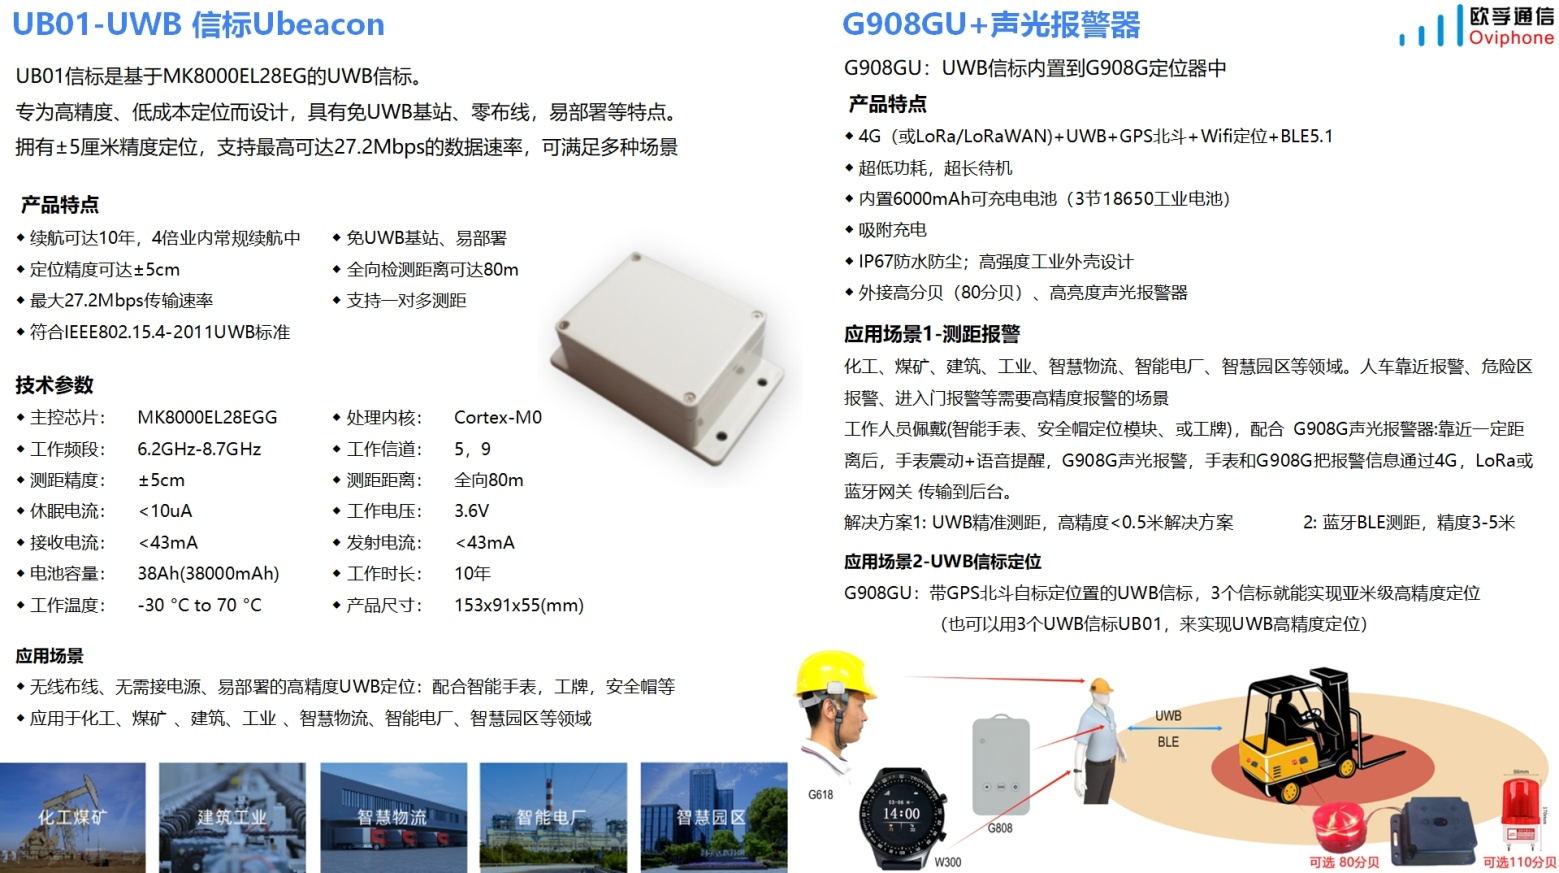 UB01-UWB 信标Ubeacon
UB01信标是基于MK8000EL28EG的UWB信标。
专为高精度、低成本定位而设计，具有免UWB基站、零布线，易部署等特点。
拥有±5厘米精度定位，支持最高可达27.2Mbps的数据速率，可满足多种场景
产品特点
◆ 续航可达10年，4倍业内常规续航中
◆ 免UWB基站、易部署
◆ 定位精度可达±5cm
◆ 全向检测距离可达80m
◆ 最大27.2Mbps传输速率
◆ 支持一对多测距
◆ 符合IEEE802.15.4-2011UWB标准
技术参数
◆ 主控芯片： MK8000EL28EGG
◆ 处理内核： Cortex-M0
◆ 工作频段： 6.2GHz-8.7GHz
◆ 工作信道： 5，9
◆ 测距精度： ±5cm
◆ 测距距离： 全向80m
◆ 休眠电流： <10uA
◆ 工作电压： 3.6V
◆ 接收电流： <43mA
◆ 发射电流： <43mA
◆ 电池容量： 38Ah(38000mAh)
◆ 工作时长： 10年
◆ 工作温度： -30 °C to 70 °C
◆ 产品尺寸： 153x91x55(mm)
应用场景
◆ 无线布线、无需接电源、易部署的高精度UWB定位：配合智能手表，工牌，安全帽等
◆ 应用于化工、煤矿 、建筑、工业 、智慧物流、智能电厂、智慧园区等领域
化工煤矿
建筑工业
智慧物流
智能电厂
智慧园区
G908GU+声光报警器
欧孚通信
Oviphone
G908GU：UWB信标内置到G908G定位器中
产品特点
◆ 4G（或LoRa/LoRaWAN)+UWB+GPS北斗+Wifi定位+BLE5.1
◆ 超低功耗，超长待机
◆ 内置6000mAh可充电电池（3节18650工业电池）
◆ 吸附充电
◆ IP67防水防尘；高强度工业外壳设计
◆ 外接高分贝（80分贝）、高亮度声光报警器
应用场景1-测距报警
化工、煤矿、建筑、工业、智慧物流、智能电厂、智慧园区等领域。人车靠近报警、危险区
报警、进入门报警等需要高精度报警的场景
工作人员佩戴(智能手表、安全帽定位模块、或工牌)，配合 G908G声光报警器:靠近一定距
离后，手表震动+语音提醒，G908G声光报警，手表和G908G把报警信息通过4G，LoRa或
蓝牙网关 传输到后台。
解决方案1: UWB精准测距，高精度<0.5米解决方案 2: 蓝牙BLE测距，精度3-5米
应用场景2-UWB信标定位
G908GU：带GPS北斗自标定位置的UWB信标，3个信标就能实现亚米级高精度定位
（也可以用3个UWB信标UB01，来实现UWB高精度定位）
UWB
BLE
G618
14:00
W300
G808
可选 80分贝
可选110分贝